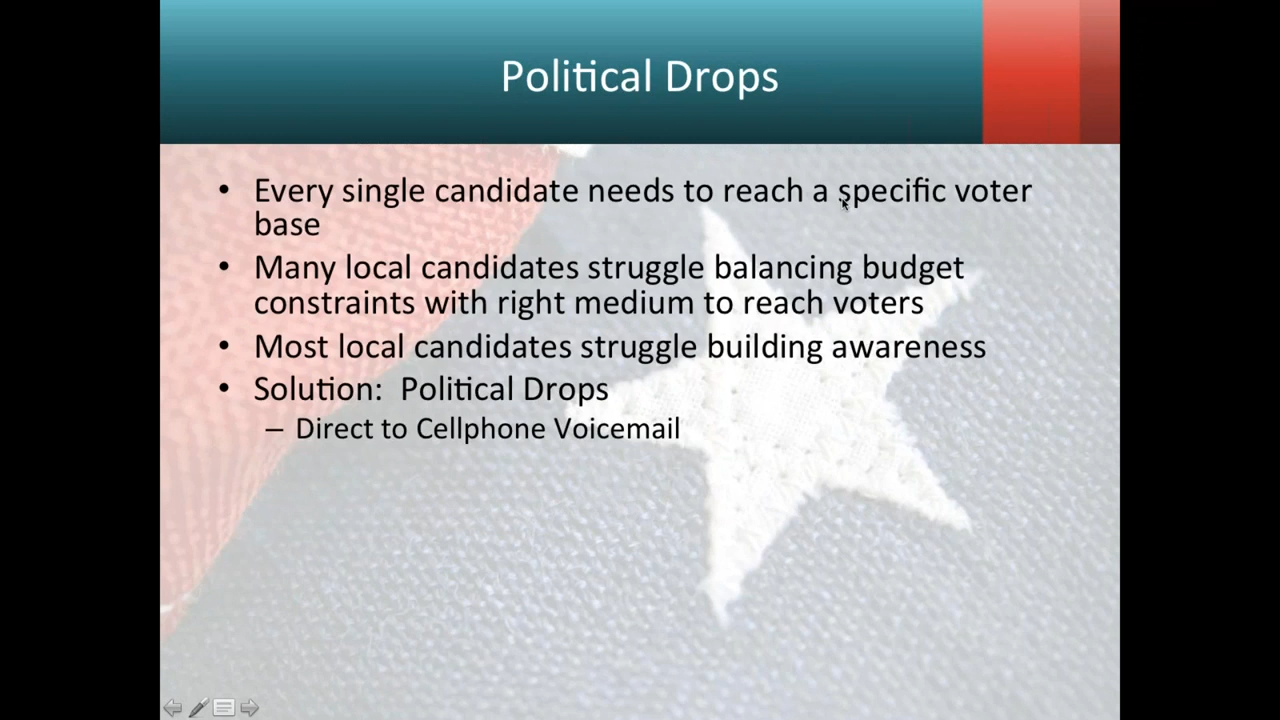 Political Drops
• Every single candidate needs to reach a specific voter
base
• Many local candidates struggle balancing budget
constraints with right medium to reach voters
• Most local candidates struggle building awareness
• Solution:  Political Drops
– Direct to Cellphone Voicemail